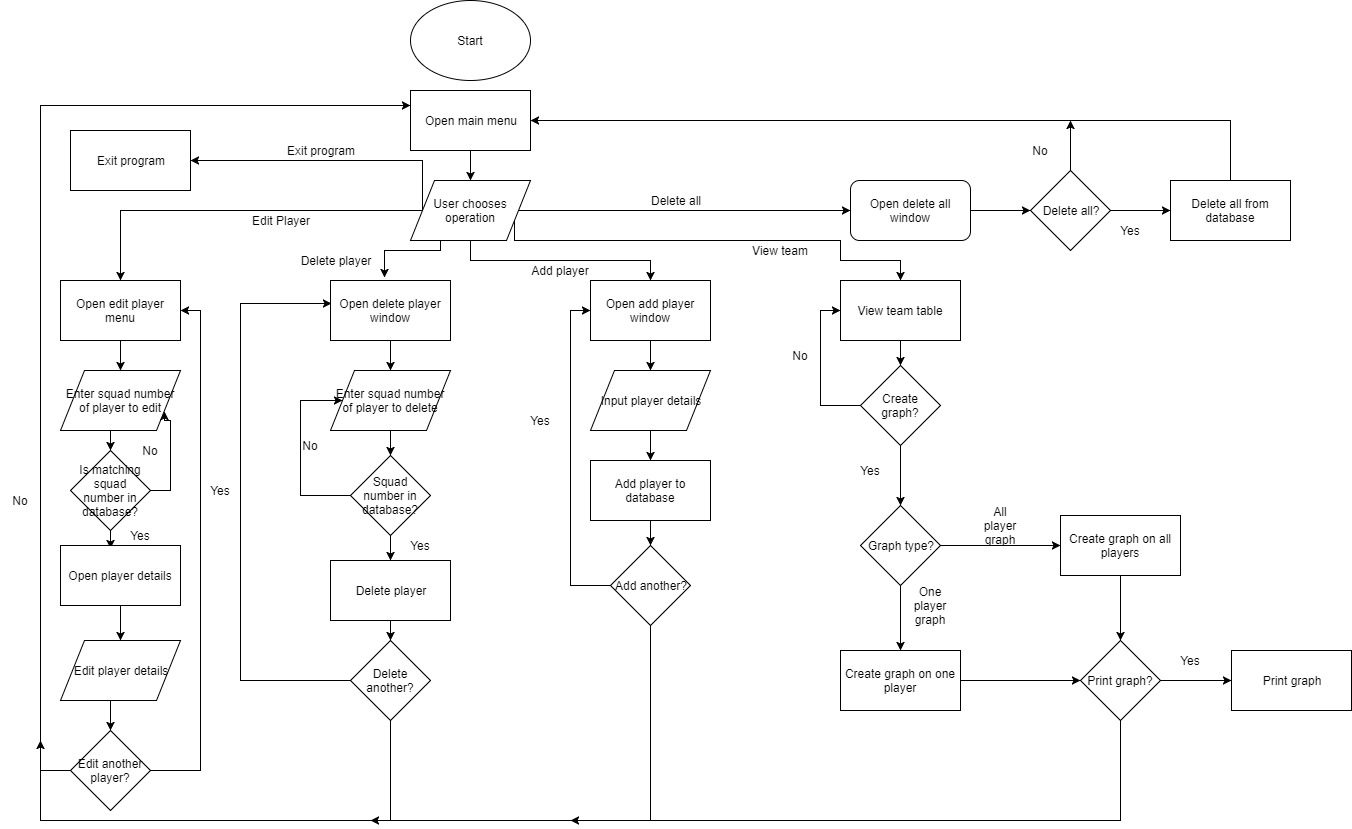 Start
Open main menu
Exit program
Exit program
No
User chooses
operation
Delete all
Open delete all
window
Delete all?
Yes
Delete all from
database
Edit Player
Delete player
Add player
View team
Open edit player
menu
Open delete player
window
Open add player
window
View team table
No
Enter squad number
of player to edit
Enter squad number
of player to delete
Input player details
Create
graph?
No
No
Yes
Is matching
squad
number in
database?
Yes
Squad
number in
database?
Add player to
database
Yes
No
Yes
Yes
Open player details
Delete player
Add another?
Graph type?
All
player
graph
Create graph on all
players
One
player
graph
Edit player details
Delete
another?
Create graph on one
player
Print graph?
Yes
Print graph
Edit another
player?